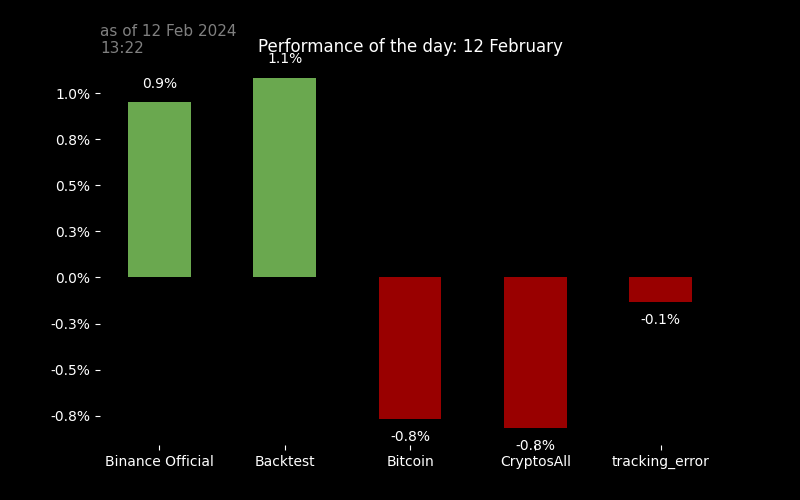 as of 12 Feb 2024
13:22
Performance of the day: 12 February
1.1%
0.9%
1.0%
0.8%
0.5%
0.3%
0.0%
-0.3%
-0.5%
-0.8%
-0.1%
-0.8%
-0.8%
Binance Official
Backtest
Bitcoin
CryptosAll
tracking_error